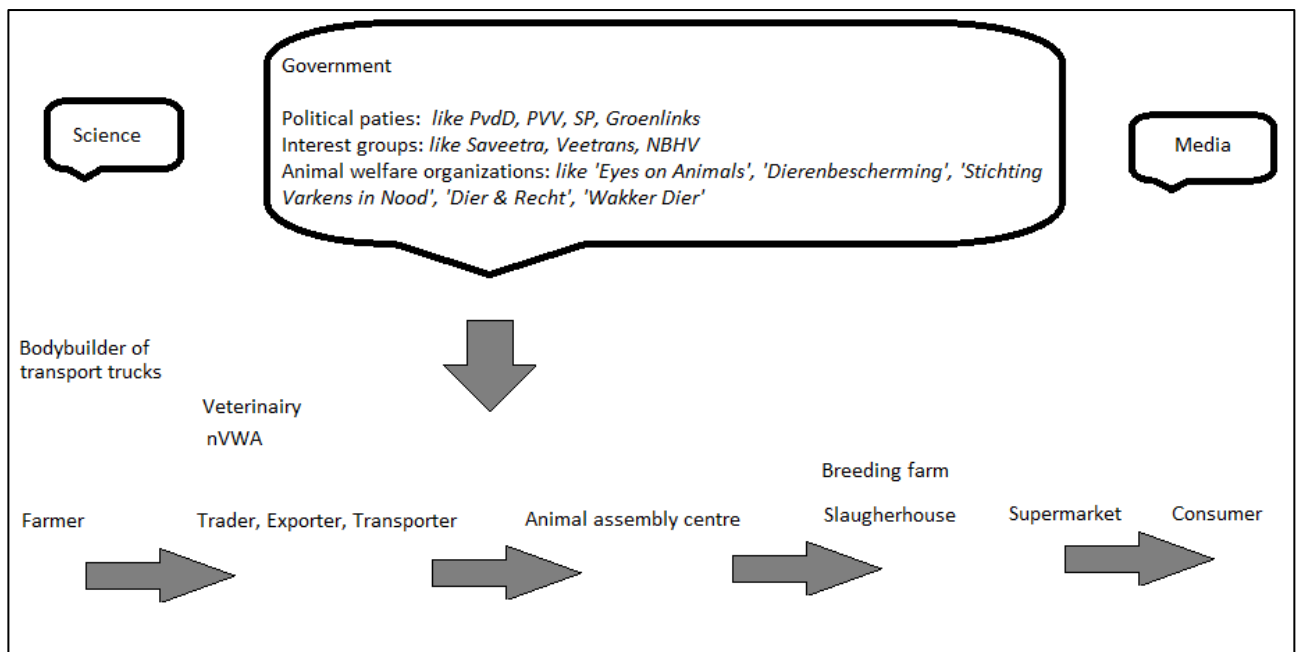 Science
Government
Political paties: like PvdD, PVV, SP, Groenlinks
Interest groups: like Saveetra, Veetrans, NBHV
Animal welfare organizations: like 'Eyes on Animals', 'Dierenbescherming', 'Stichting
Varkens in Nood', 'Dier & Recht', 'Wakker Dier'
Media
Bodybuilder of
transport trucks
Veterinairy
nVWA
Breeding farm
Farmer
Trader, Exporter, Transporter
Animal assembly centre
Slaugherhouse
Supermarket
Consumer